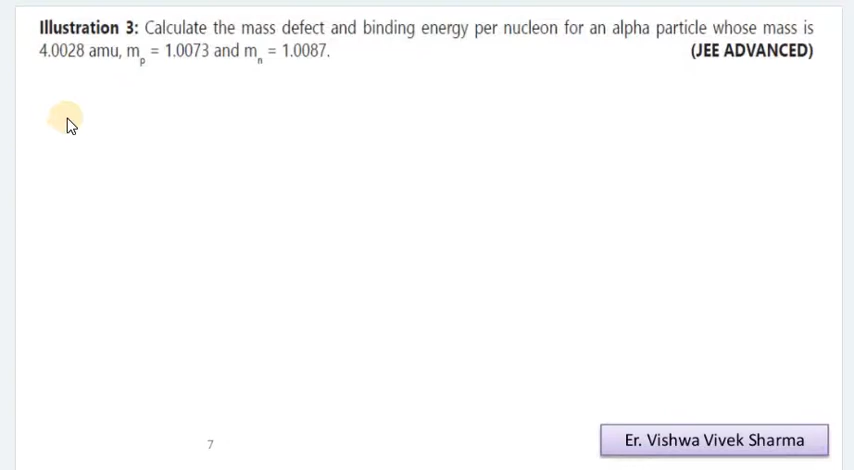 Illustration 3: Calculate the mass defect and binding energy per nucleon for an alpha particle whose mass is
4.0028 amu, mp = 1.0073 and mn = 1.0087. (JEE ADVANCED)
7
Er. Vishwa Vivek Sharma